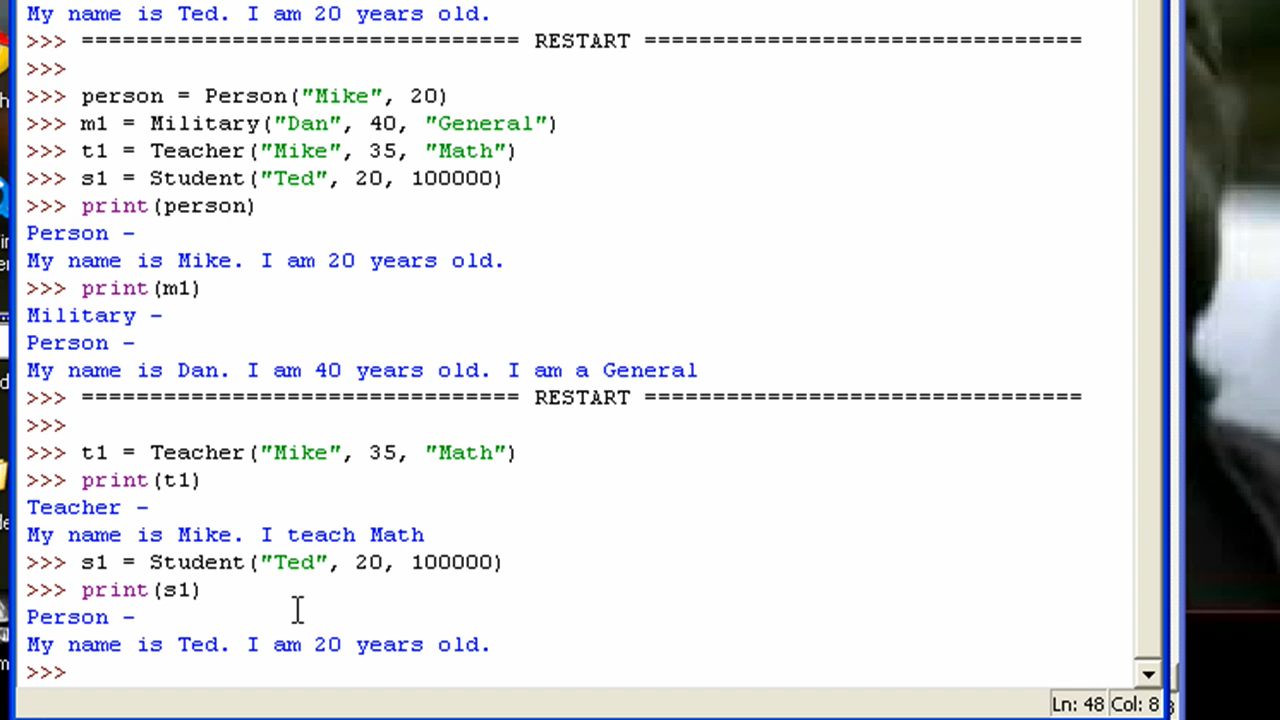 My name is Ted. I am 20 years old.
>>> ================================ RESTART ================================
>>>
>>> person = Person("Mike", 20)
>>> m1 = Military("Dan", 40, "General")
>>> t1 = Teacher("Mike", 35, "Math")
>>> s1 = Student("Ted", 20, 100000)
>>> print(person)
Person -
My name is Mike. I am 20 years old.
>>> print(m1)
Military -
Person -
My name is Dan. I am 40 years old. I am a General
>>> ================================ RESTART ================================
>>>
>>> t1 = Teacher("Mike", 35, "Math")
>>> print(t1)
Teacher -
My name is Mike. I teach Math
>>> s1 = Student("Ted", 20, 100000)
>>> print(s1)
Person -
My name is Ted. I am 20 years old.
>>>
Ln: 48 Col: 8